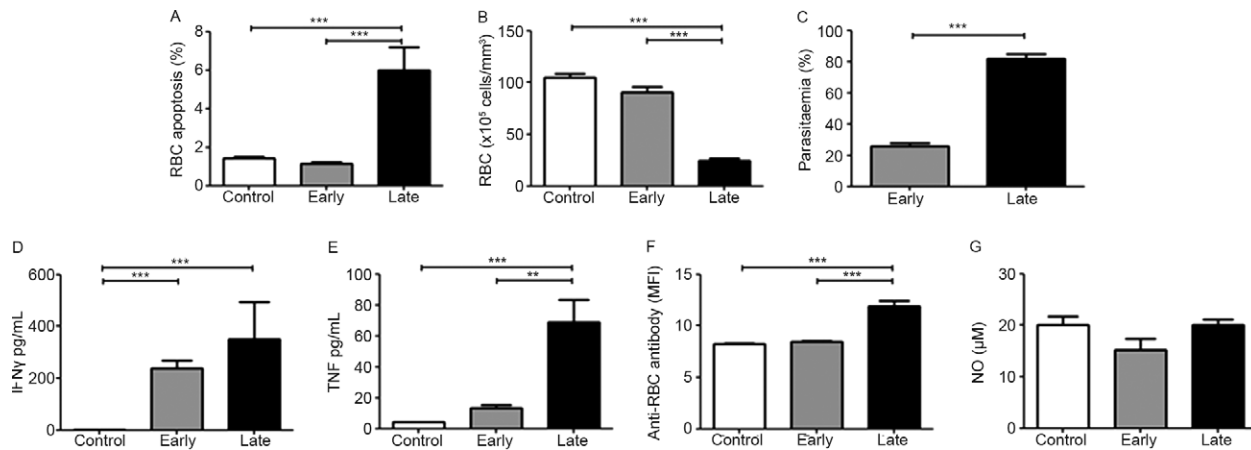 A
RBC apoptosis (%)
8
6
4
2
0
***
***
Control
Early
Late
B
RBC (x10⁵ cells/mm³)
150
100
50
0
***
***
Control
Early
Late
C
Parasitaemia (%)
100
80
60
40
20
0
***
Early
Late
D
IFNγ pg/mL
600
400
200
0
***
***
Control
Early
Late
E
TNF pg/mL
100
80
60
40
20
0
***
**
Control
Early
Late
F
Anti-RBC antibody (MFI)
15
10
5
0
***
***
Control
Early
Late
G
NO (µM)
30
20
10
0
Control
Early
Late